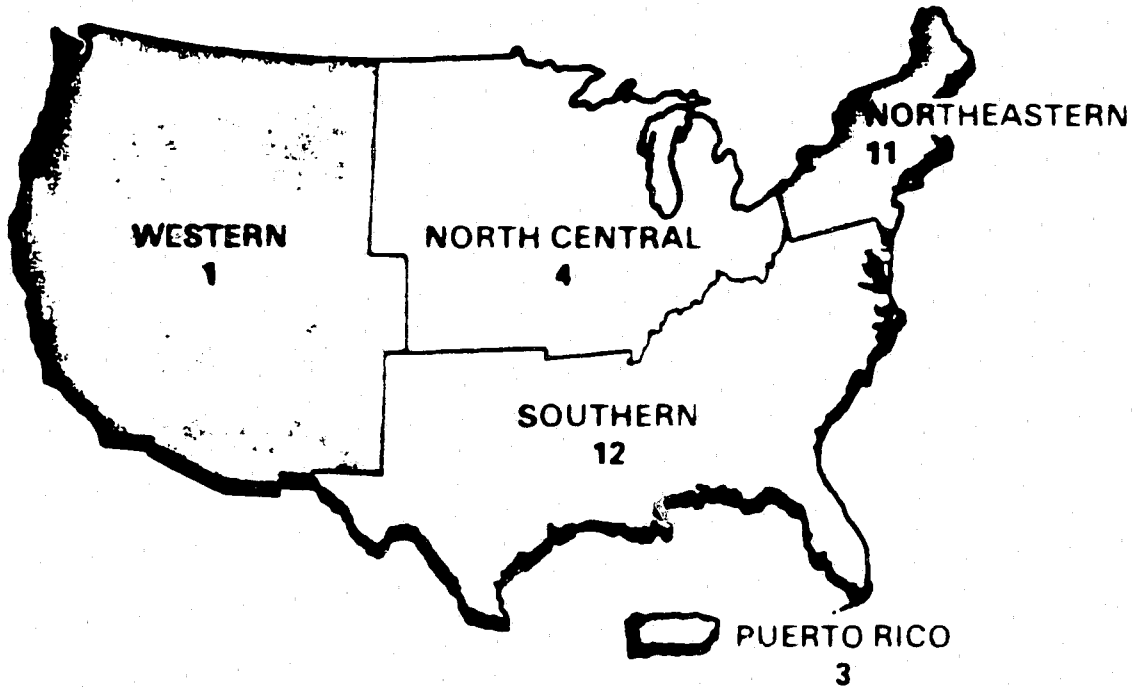 NORTHEASTERN
11
WESTERN
1
NORTH CENTRAL
4
SOUTHERN
12
PUERTO RICO
3